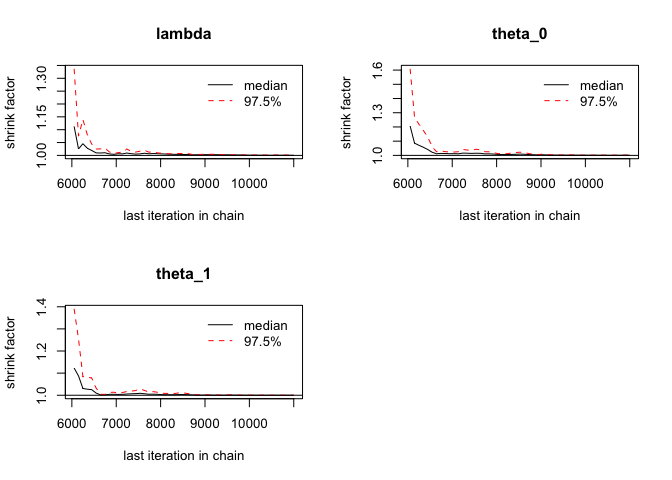 lambda
shrink factor
1.00 1.15 1.30
median
97.5%
6000 7000 8000 9000 10000
last iteration in chain
theta_0
shrink factor
1.0 1.3 1.6
median
97.5%
6000 7000 8000 9000 10000
last iteration in chain
theta_1
shrink factor
1.0 1.2 1.4
median
97.5%
6000 7000 8000 9000 10000
last iteration in chain